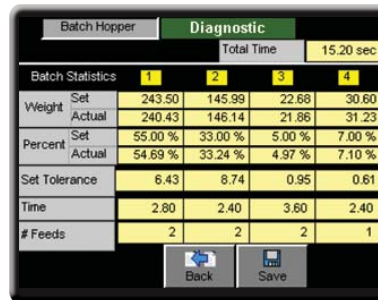 Batch Hopper Diagnostic
Total Time 15.20 sec
Batch Statistics 1 2 3 4
Weight Set 243.50 145.99 22.68 30.60
Actual 240.43 146.14 21.86 31.23
Percent Set 55.00 % 33.00 % 5.00 % 7.00 %
Actual 54.69 % 33.24 % 4.97 % 7.10 %
Set Tolerance 6.43 8.74 0.95 0.61
Time 2.80 2.40 3.60 2.40
# Feeds 2 2 2 1
Back Save